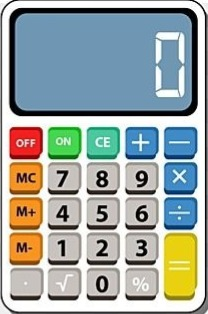 0
OFF ON CE + −
MC 7 8 9 ×
M+ 4 5 6 ÷
M- 1 2 3 =
· √ 0 %